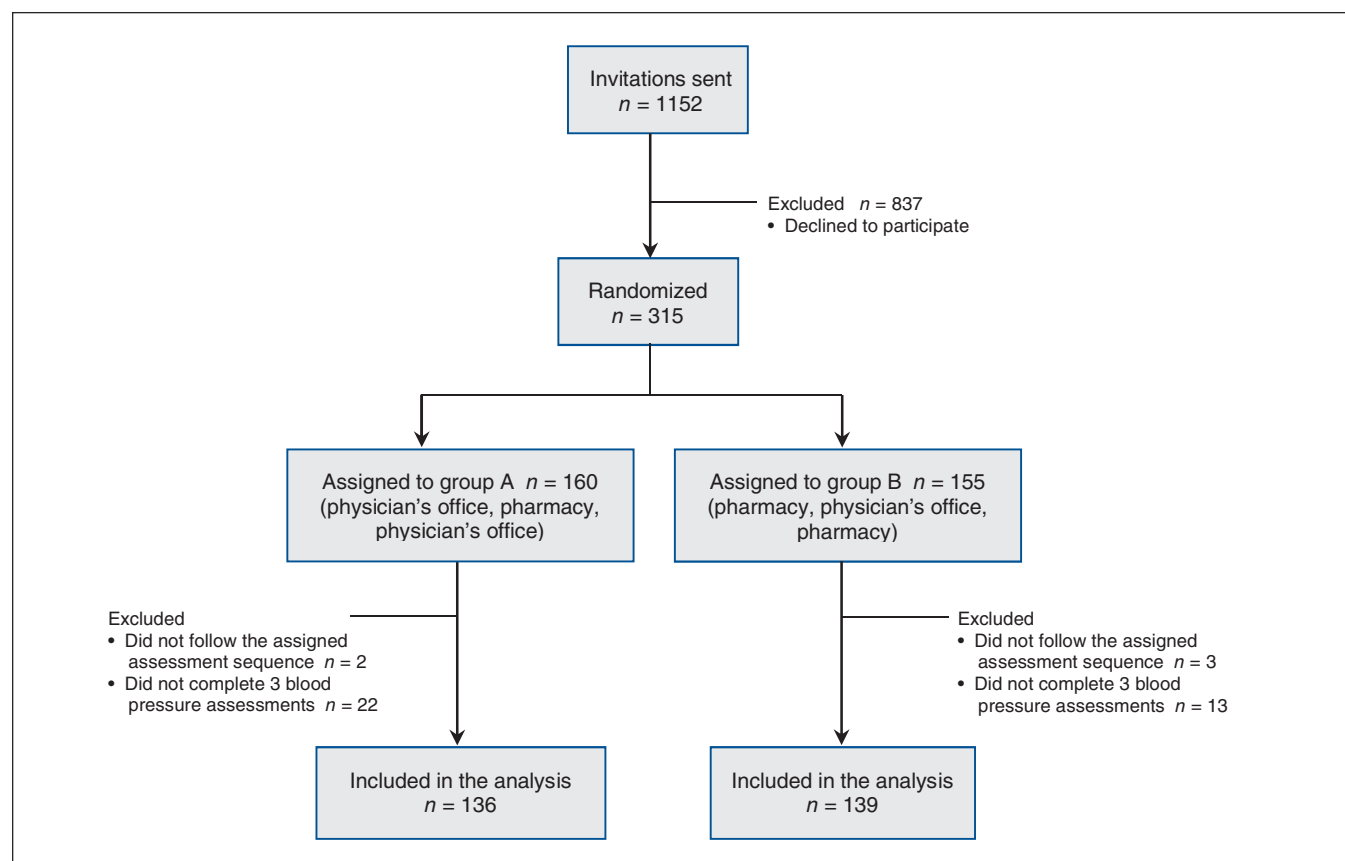 Invitations sent
n = 1152
Excluded n = 837
• Declined to participate
Randomized
n = 315
Assigned to group A n = 160
(physician’s office, pharmacy,
physician’s office)
Assigned to group B n = 155
(pharmacy, physician’s office,
pharmacy)
Excluded
• Did not follow the assigned
assessment sequence n = 2
• Did not complete 3 blood
pressure assessments n = 22
Excluded
• Did not follow the assigned
assessment sequence n = 3
• Did not complete 3 blood
pressure assessments n = 13
Included in the analysis
n = 136
Included in the analysis
n = 139